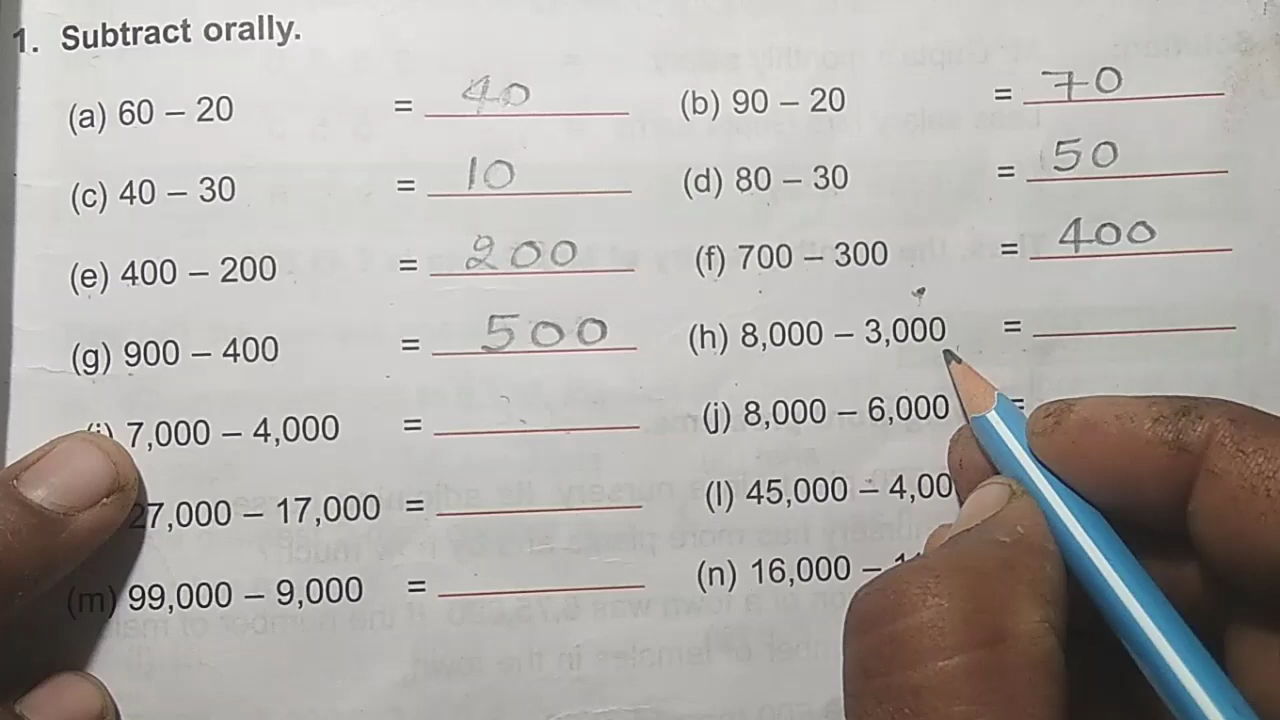 1. Subtract orally.
(a) 60 – 20 = 40 (b) 90 – 20 = 70
(c) 40 – 30 = 10 (d) 80 – 30 = 50
(e) 400 – 200 = 200 (f) 700 – 300 = 400
(g) 900 – 400 = 500 (h) 8,000 – 3,000 =
7,000 – 4,000 = (j) 8,000 – 6,000 =
27,000 – 17,000 = (l) 45,000 – 4,00
(m) 99,000 – 9,000 = (n) 16,000 –